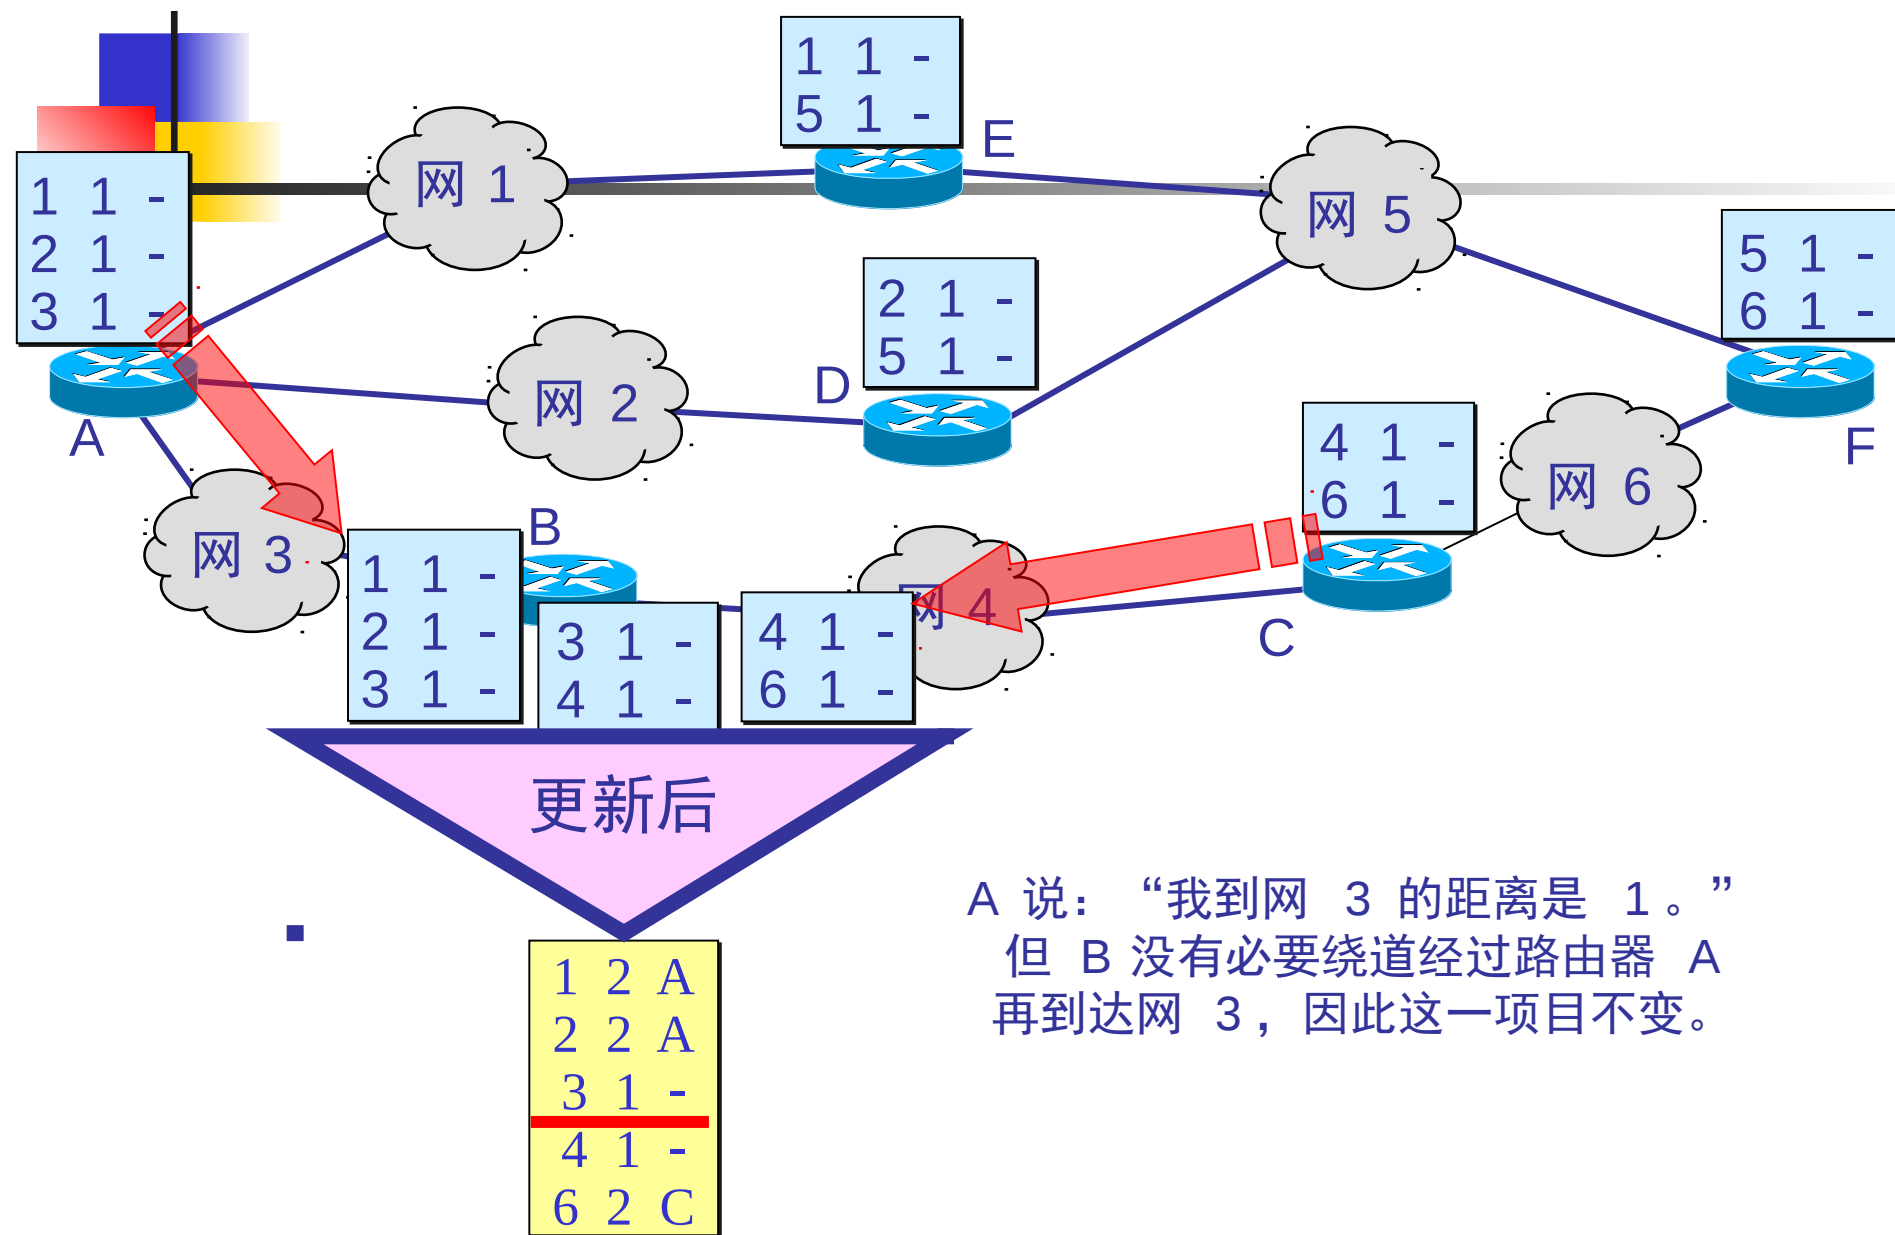 1 1 -
5 1 -
E
网 1
网 5
1 1 -
2 1 -
3 1 -
5 1 -
6 1 -
2 1 -
5 1 -
D
网 2
A
F
4 1 -
6 1 -
网 6
B
网 3
网 4
C
1 1 -
2 1 -
3 1 -
3 1 -
4 1 -
4 1 -
6 1 -
更新后
A 说：“我到网 3 的距离是 1。”
但 B 没有必要绕道经过路由器 A
再到达网 3，因此这一项目不变。
1 2 A
2 2 A
3 1 -
4 1 -
6 2 C